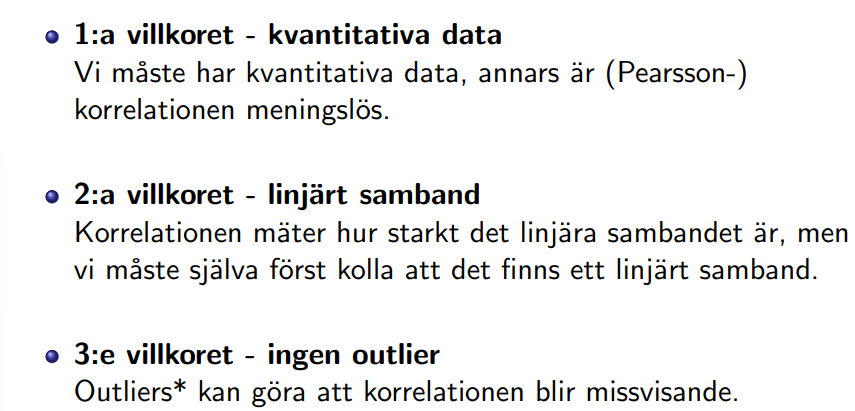 1:a villkoret - kvantitativa data
Vi måste har kvantitativa data, annars är (Pearsson-)
korrelationen meningslös.
2:a villkoret - linjärt samband
Korrelationen mäter hur starkt det linjära sambandet är, men
vi måste själva först kolla att det finns ett linjärt samband.
3:e villkoret - ingen outlier
Outliers* kan göra att korrelationen blir missvisande.